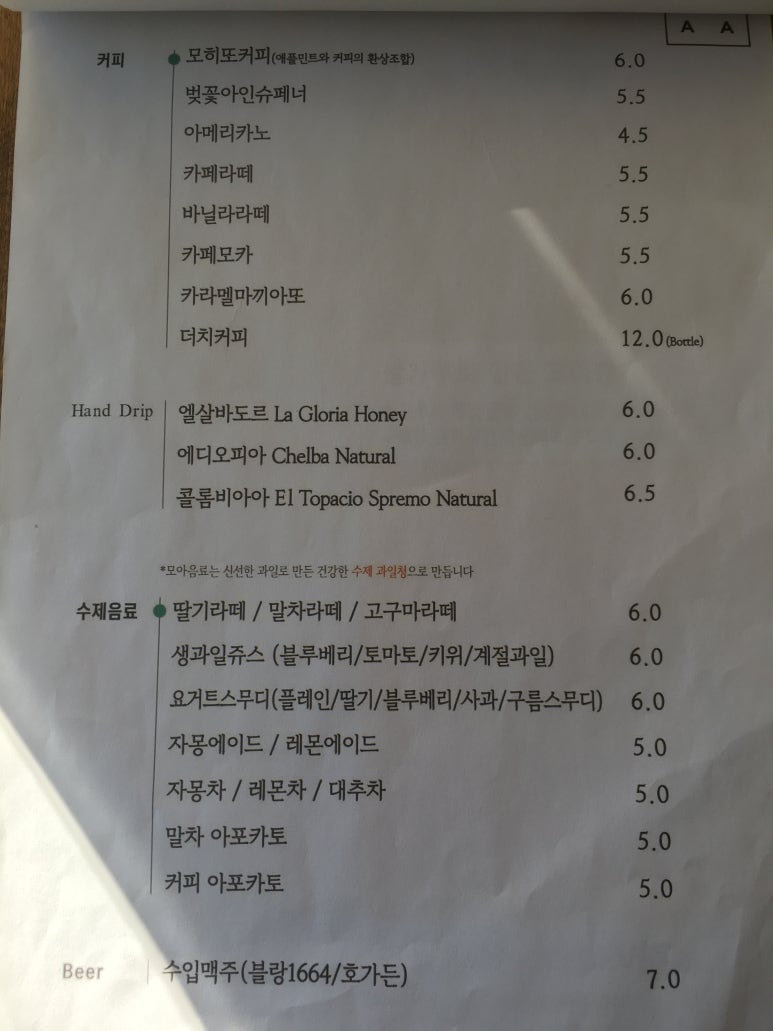 A A
커피 모히또커피(애플민트와 커피의 환상조합) 6.0
벚꽃아인슈페너 5.5
아메리카노 4.5
카페라떼 5.5
바닐라라떼 5.5
카페모카 5.5
카라멜마끼아또 6.0
더치커피 12.0(Bottle)
Hand Drip 엘살바도르 La Gloria Honey 6.0
에디오피아 Chelba Natural 6.0
콜롬비아아 El Topacio Spremo Natural 6.5
*모아음료는 신선한 과일로 만든 건강한 수제 과일청으로 만듭니다
수제음료 딸기라떼 / 말차라떼 / 고구마라떼 6.0
생과일쥬스 (블루베리/토마토/키위/계절과일) 6.0
요거트스무디(플레인/딸기/블루베리/사과/구름스무디) 6.0
자몽에이드 / 레몬에이드 5.0
자몽차 / 레몬차 / 대추차 5.0
말차 아포카토 5.0
커피 아포카토 5.0
Beer 수입맥주(블랑1664/호가든) 7.0